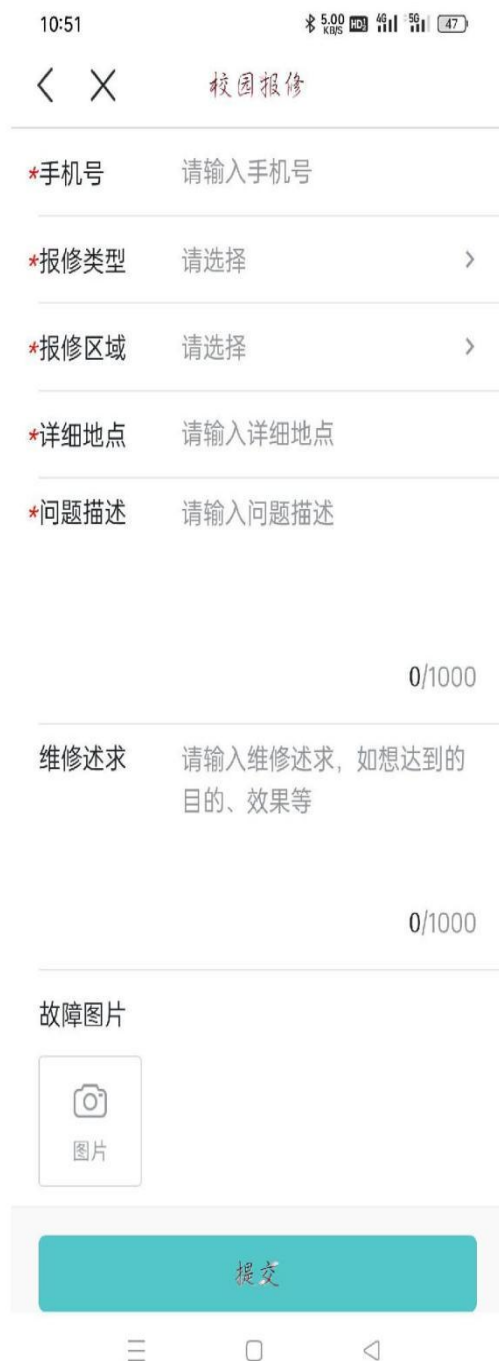 10:51 5.00 KB/S HD 4G 5G 47
校园报修
*手机号 请输入手机号
*报修类型 请选择
*报修区域 请选择
*详细地点 请输入详细地点
*问题描述 请输入问题描述
0/1000
维修述求 请输入维修述求，如想达到的
目的、效果等
0/1000
故障图片
图片
提交